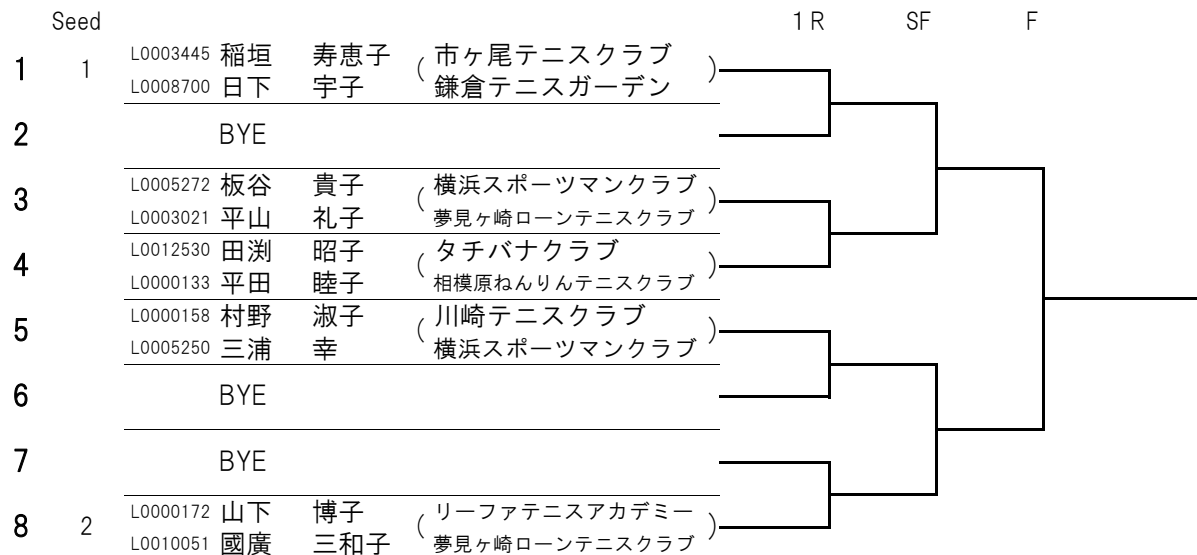 Seed 1R SF F
1 1 L0003445 稲垣 寿恵子 ( 市ヶ尾テニスクラブ )
L0008700 日下 宇子 鎌倉テニスガーデン
2 BYE
3 L0005272 板谷 貴子 ( 横浜スポーツマンクラブ )
L0003021 平山 礼子 夢見ヶ崎ローンテニスクラブ
4 L0012530 田渕 昭子 ( タチバナクラブ )
L0000133 平田 睦子 相模原ねんりんテニスクラブ
5 L0000158 村野 淑子 ( 川崎テニスクラブ )
L0005250 三浦 幸 横浜スポーツマンクラブ
6 BYE
7 BYE
8 2 L0000172 山下 博子 ( リーファテニスアカデミー )
L0010051 國廣 三和子 夢見ヶ崎ローンテニスクラブ